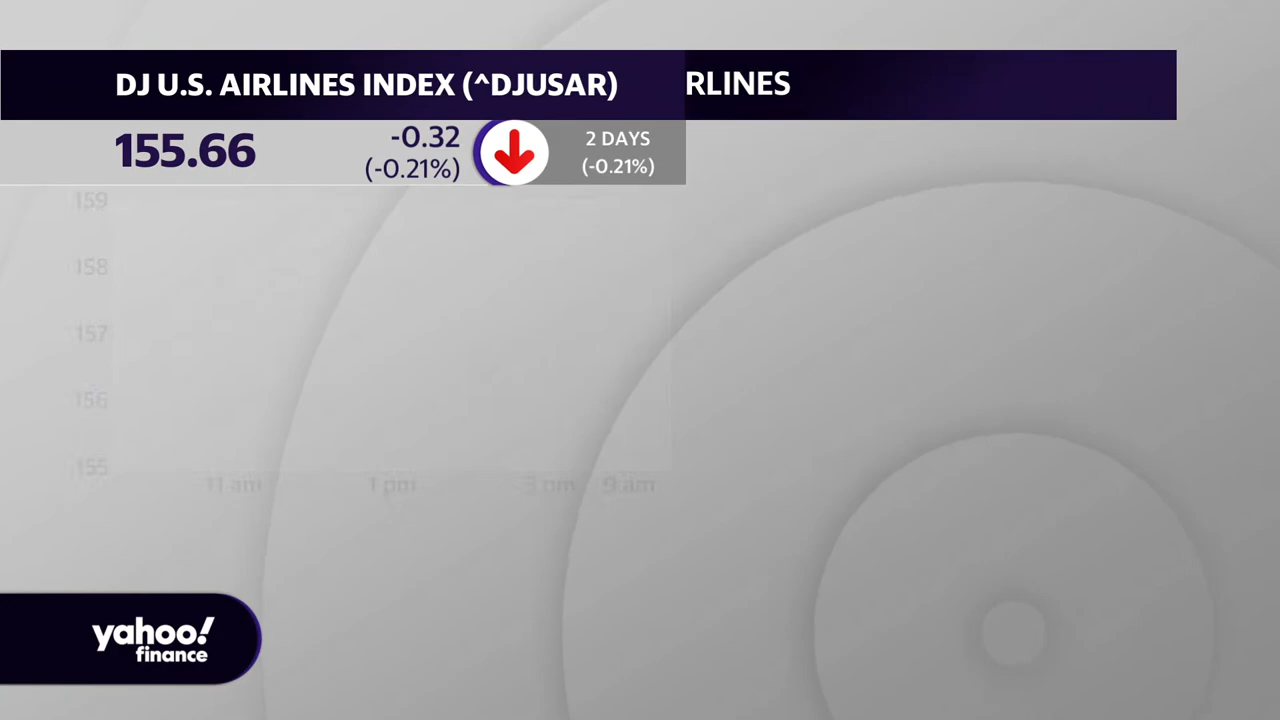 DJ U.S. AIRLINES INDEX (^DJUSAR)
RLINES
155.66
-0.32
(-0.21%)
2 DAYS
(-0.21%)
159
158
157
156
155
11 am 1 pm 3 pm 9 am
yahoo!
finance